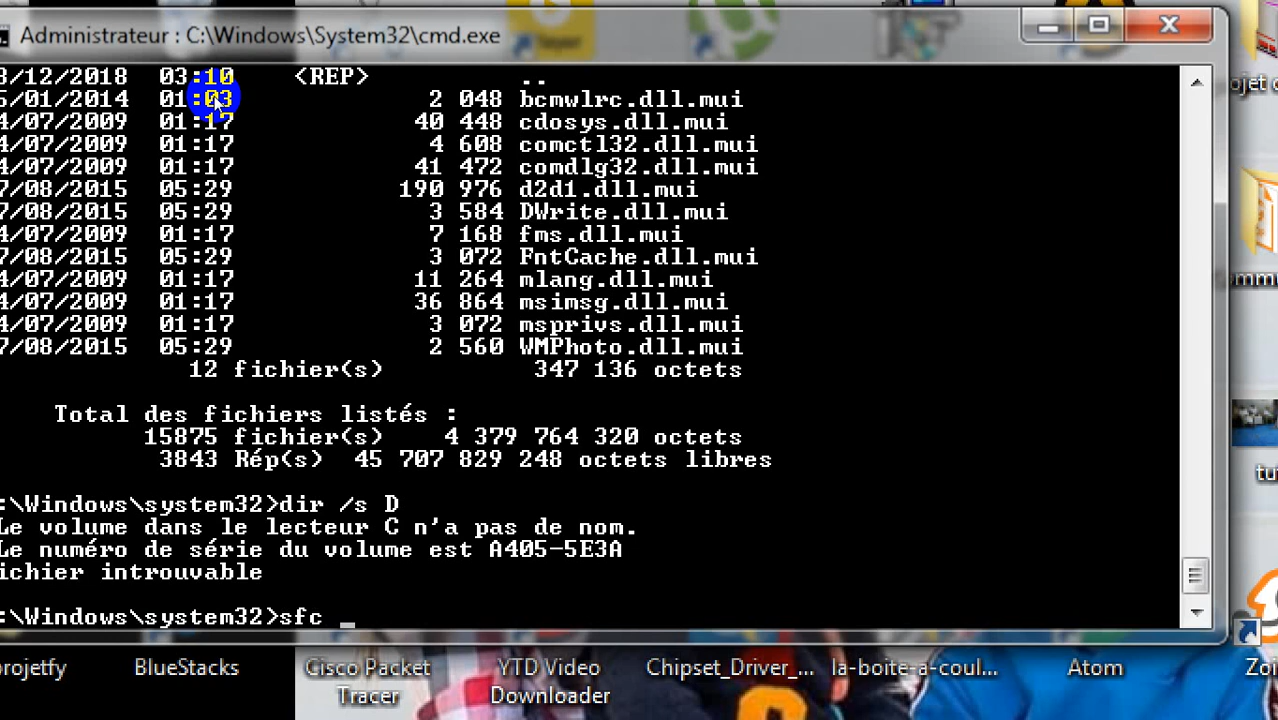 Administrateur : C:\Windows\System32\cmd.exe
8/12/2018 03:10 <REP> ..
5/01/2014 01:03 2 048 bcmwlrc.dll.mui
4/07/2009 01:17 40 448 cdosys.dll.mui
4/07/2009 01:17 4 608 comctl32.dll.mui
4/07/2009 01:17 41 472 comdlg32.dll.mui
7/08/2015 05:29 190 976 d2d1.dll.mui
7/08/2015 05:29 3 584 DWrite.dll.mui
4/07/2009 01:17 7 168 fms.dll.mui
7/08/2015 05:29 3 072 FntCache.dll.mui
4/07/2009 01:17 11 264 mlang.dll.mui
4/07/2009 01:17 36 864 msimsg.dll.mui
4/07/2009 01:17 3 072 msprivs.dll.mui
7/08/2015 05:29 2 560 WMPhoto.dll.mui
12 fichier(s) 347 136 octets
Total des fichiers listés :
15875 fichier(s) 4 379 764 320 octets
3843 Rép(s) 45 707 829 248 octets libres
:\Windows\system32>dir /s D
Le volume dans le lecteur C n'a pas de nom.
Le numéro de série du volume est A405-5E3A
ichier introuvable
:\Windows\system32>sfc _
ojet c
ommu
tu
rojetfy
BlueStacks
Cisco Packet Tracer
YTD Video Downloader
Chipset_Driver_...
la-boite-a-coul...
Atom
Zoi